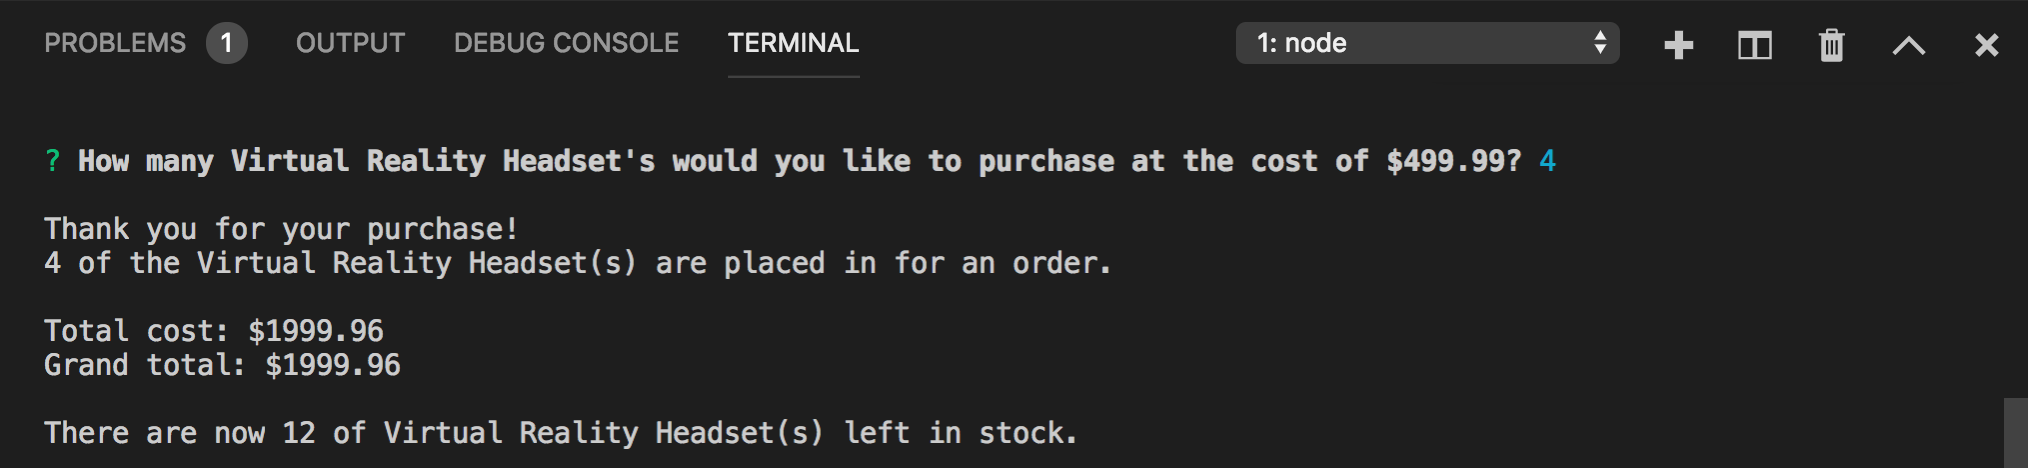 PROBLEMS 1 OUTPUT DEBUG CONSOLE TERMINAL 1: node
? How many Virtual Reality Headset's would you like to purchase at the cost of $499.99? 4
Thank you for your purchase!
4 of the Virtual Reality Headset(s) are placed in for an order.
Total cost: $1999.96
Grand total: $1999.96
There are now 12 of Virtual Reality Headset(s) left in stock.